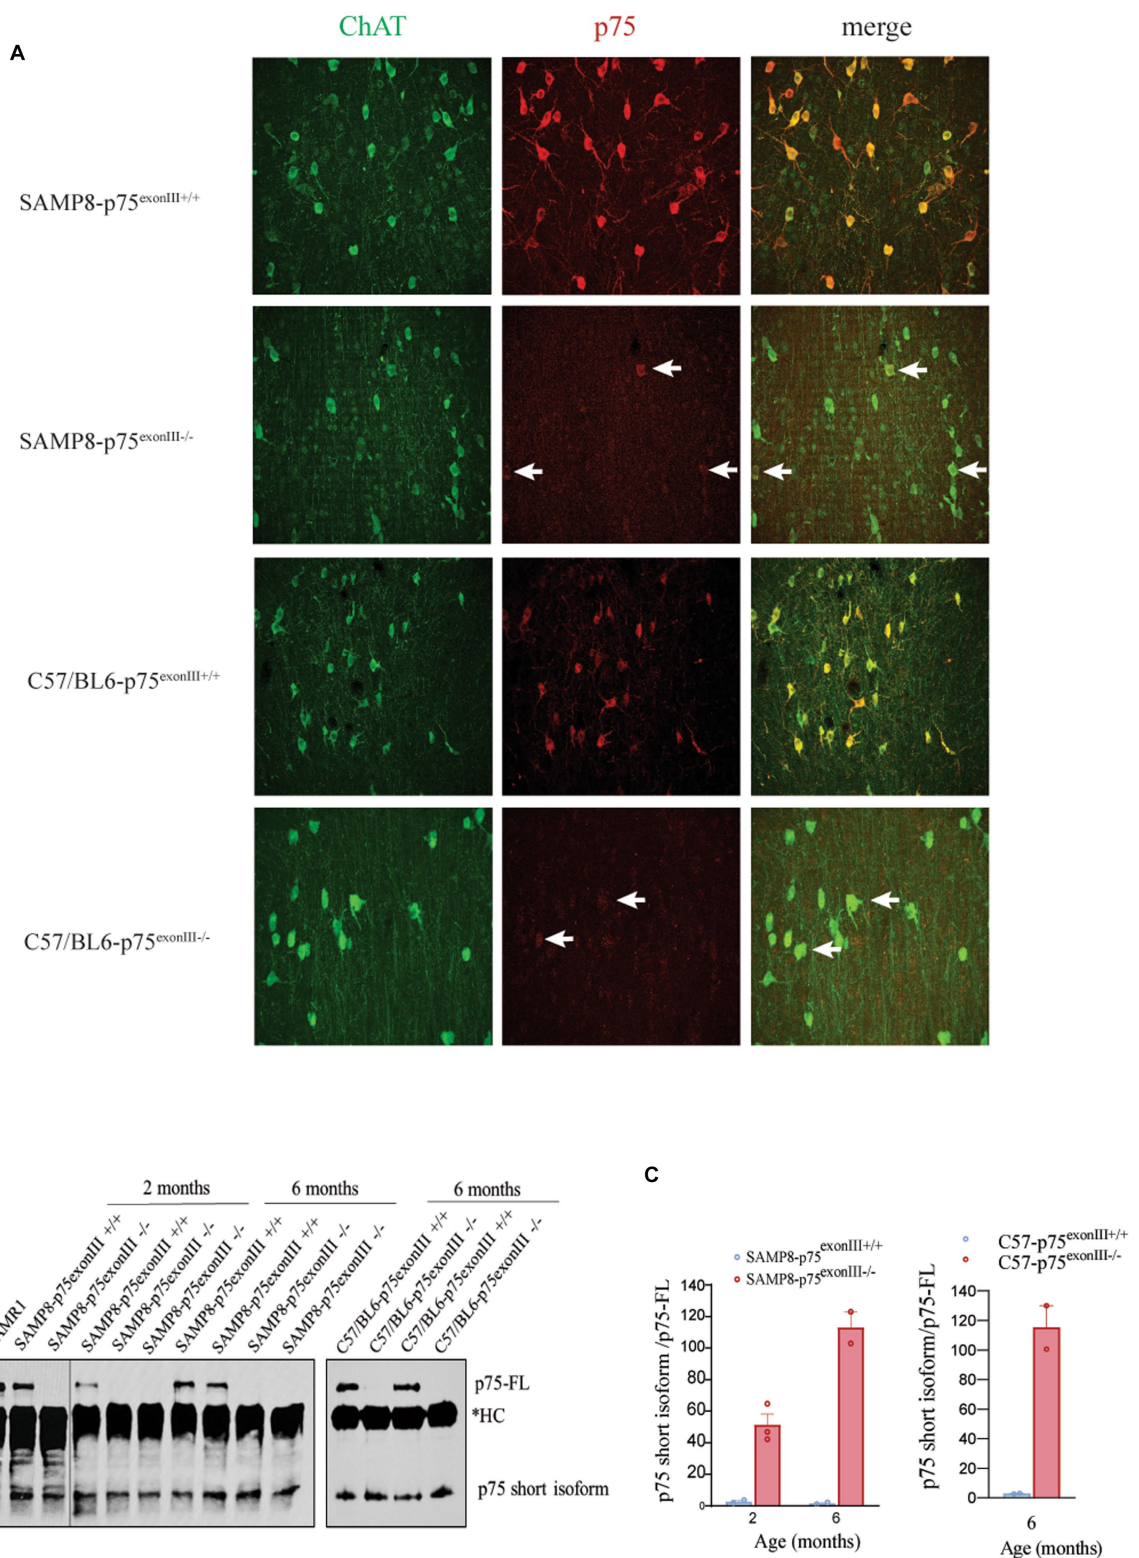 ChAT p75 merge
A
SAMP8-p75exonIII+/+
SAMP8-p75exonIII-/-
C57/BL6-p75exonIII+/+
C57/BL6-p75exonIII-/-
2 months 6 months 6 months
SAMP8-p75exonIII +/+
SAMP8-p75exonIII -/-
SAMP8-p75exonIII +/+
SAMP8-p75exonIII -/-
SAMP8-p75exonIII -/-
SAMP8-p75exonIII +/+
SAMP8-p75exonIII +/+
SAMP8-p75exonIII -/-
SAMP8-p75exonIII -/-
C57/BL6-p75exonIII +/+
C57/BL6-p75exonIII -/-
C57/BL6-p75exonIII +/+
C57/BL6-p75exonIII -/-
p75-FL
*HC
p75 short isoform
C
SAMP8-p75exonIII+/+
SAMP8-p75exonIII-/-
p75 short isoform /p75-FL
140
120
100
80
60
40
20
0
2 6
Age (months)
C57-p75exonIII+/+
C57-p75exonIII-/-
p75 short isoform/p75-FL
140
120
100
80
60
40
20
0
6
Age (months)